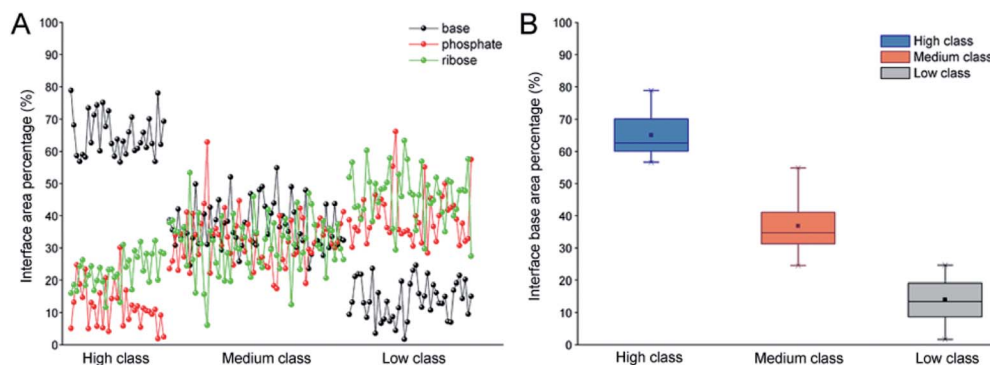 A
Interface area percentage (%)
100
90
80
70
60
50
40
30
20
10
0
base
phosphate
ribose
High class
Medium class
Low class
B
Interface base area percentage (%)
100
90
80
70
60
50
40
30
20
10
0
High class
Medium class
Low class
High class
Medium class
Low class